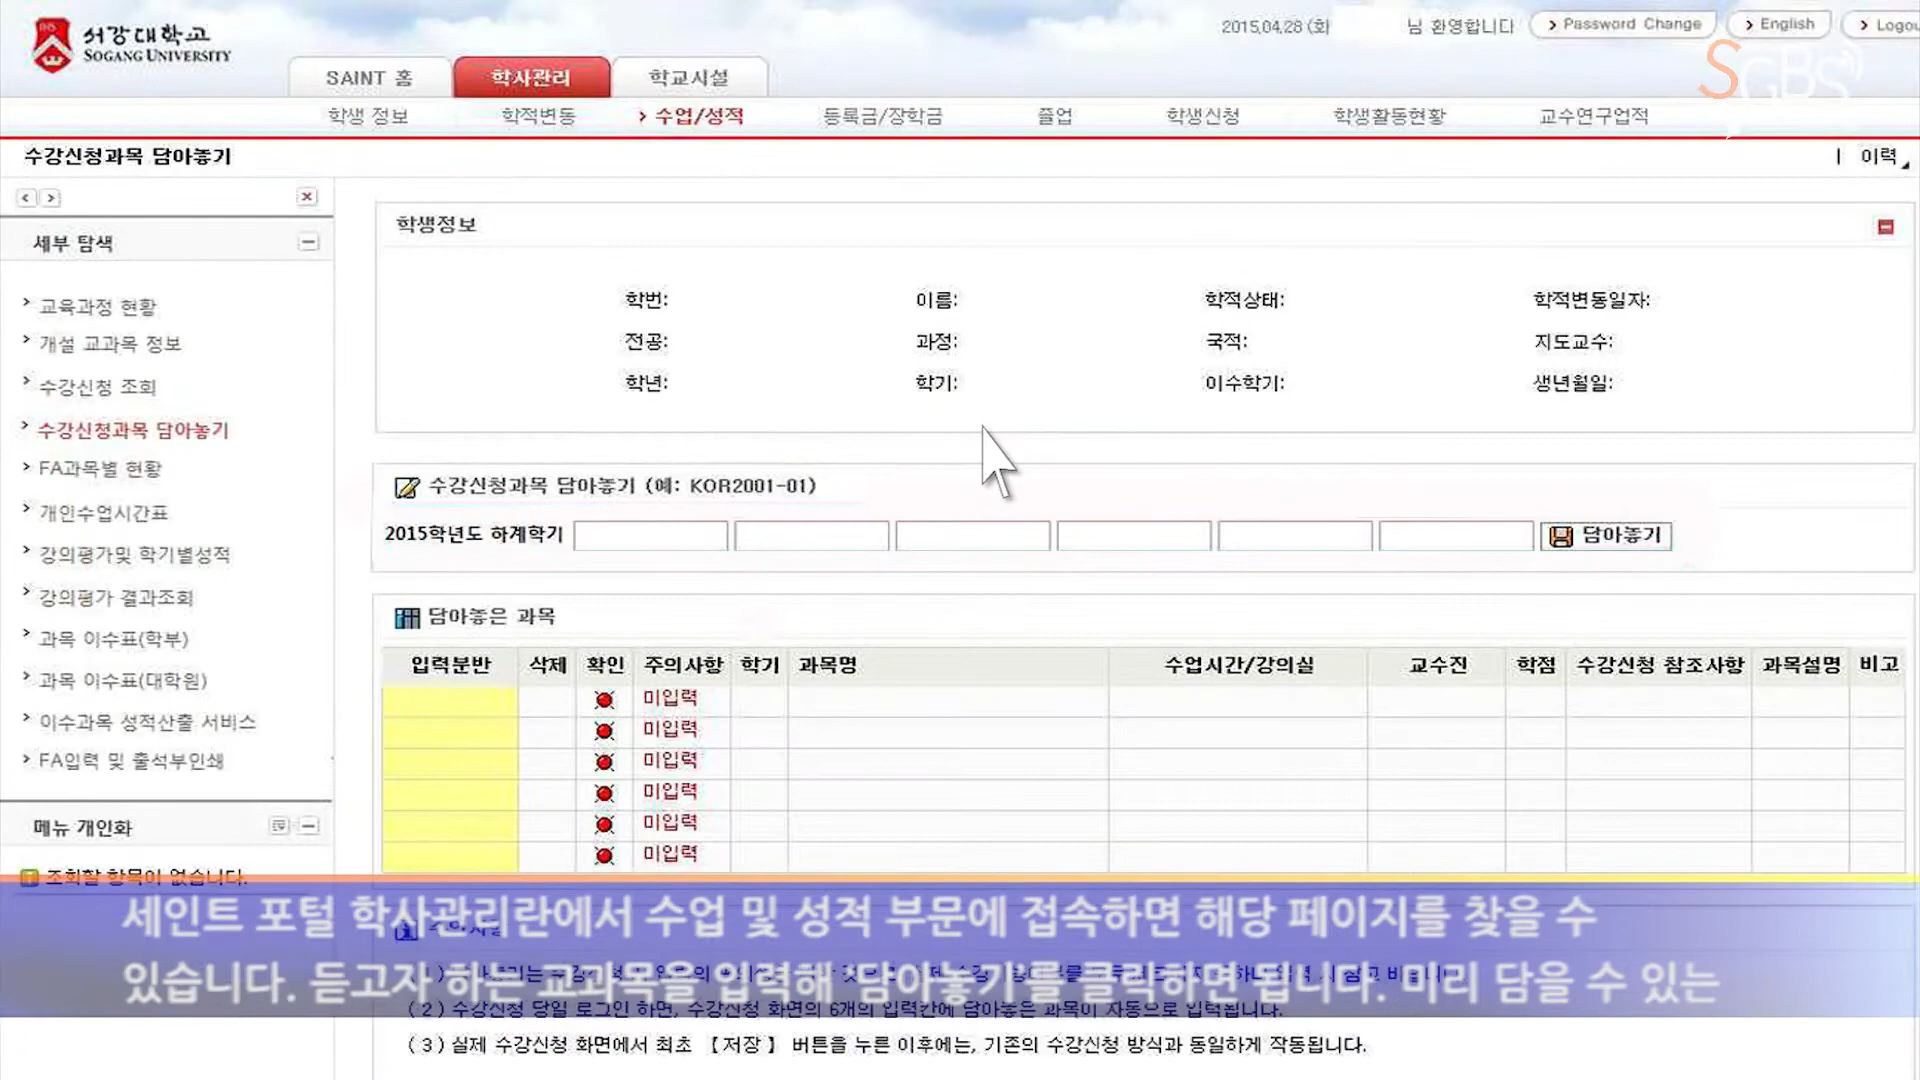 서강대학교
SOGANG UNIVERSITY
2015.04.28 (화) 님 환영합니다
Password Change
English
Logou
SGBS
SAINT 홈
학사관리
학교시설
학생 정보
학적변동
수업/성적
등록금/장학금
졸업
학생신청
학생활동현황
교수연구업적
수강신청과목 담아놓기
이력
세부 탐색
교육과정 현황
개설 교과목 정보
수강신청 조회
수강신청과목 담아놓기
FA과목별 현황
개인수업시간표
강의평가및 학기별성적
강의평가 결과조회
과목 이수표(학부)
과목 이수표(대학원)
이수과목 성적산출 서비스
FA입력 및 출석부인쇄
메뉴 개인화
조회할 항목이 없습니다.
학생정보
학번: 이름: 학적상태: 학적변동일자:
전공: 과정: 국적: 지도교수:
학년: 학기: 이수학기: 생년월일:
수강신청과목 담아놓기 (예: KOR2001-01)
2015학년도 하계학기
담아놓기
담아놓은 과목
입력분반 삭제 확인 주의사항 학기 과목명 수업시간/강의실 교수진 학점 수강신청 참조사항 과목설명 비고
미입력
미입력
미입력
미입력
미입력
미입력
세인트 포털 학사관리란에서 수업 및 성적 부문에 접속하면 해당 페이지를 찾을 수
있습니다. 듣고자 하는 교과목을 입력해 '담아놓기'를 클릭하면 됩니다. 미리 담을 수 있는
(2) 수강신청 당일 로그인 하면, 수강신청 화면의 6개의 입력칸에 담아놓은 과목이 자동으로 입력됩니다.
(3) 실제 수강신청 화면에서 최초 【저장】 버튼을 누른 이후에는, 기존의 수강신청 방식과 동일하게 작동됩니다.